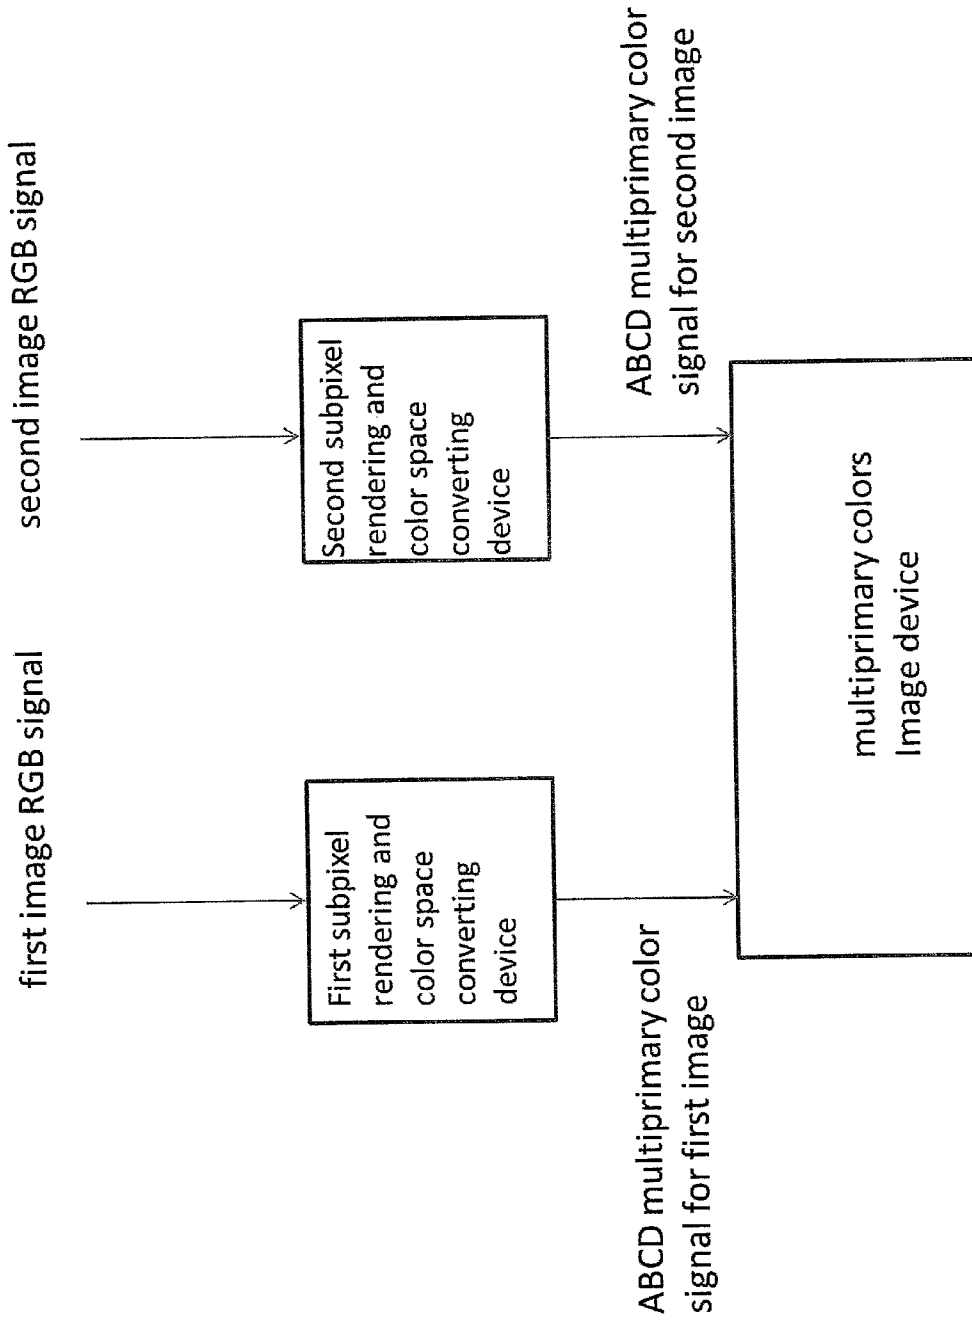 first image RGB signal
second image RGB signal
First subpixel
rendering and
color space
converting
device
Second subpixel
rendering and
color space
converting
device
ABCD multiprimary color
signal for first image
ABCD multiprimary color
signal for second image
multiprimary colors
Image device